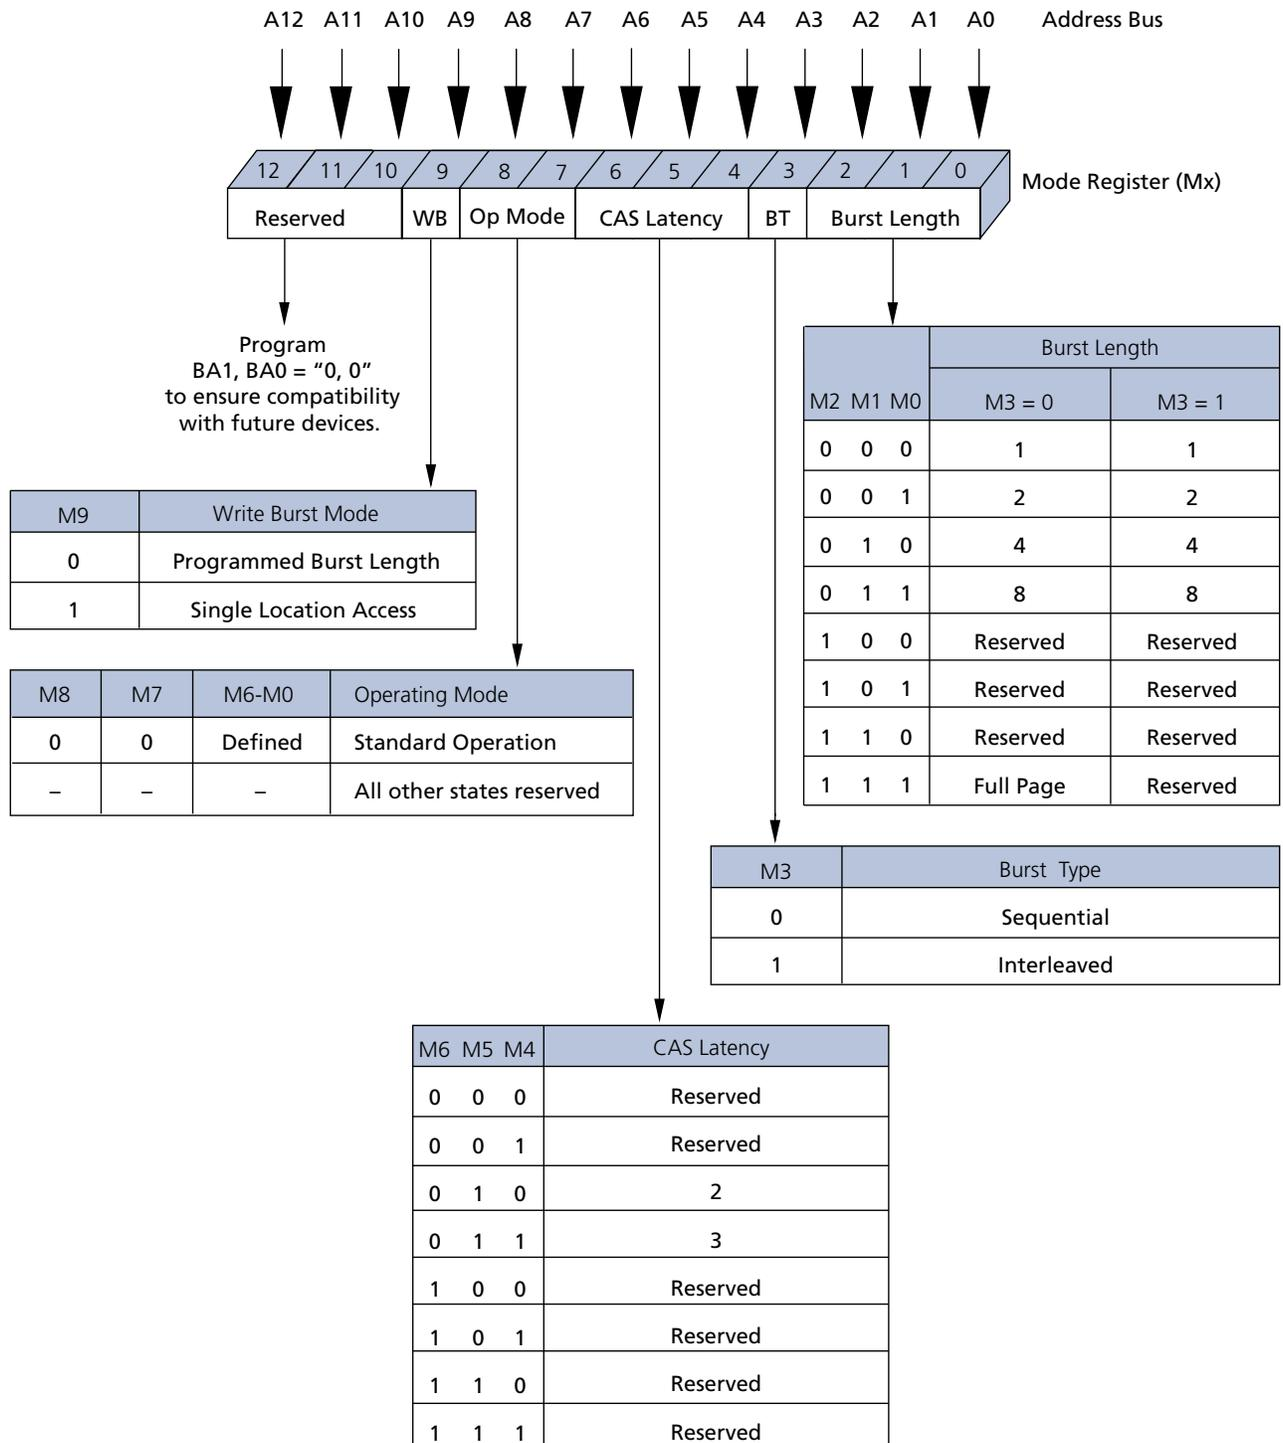 A12 A11 A10 A9 A8 A7 A6 A5 A4 A3 A2 A1 A0 Address Bus
12 11 10 9 8 7 6 5 4 3 2 1 0
Mode Register (Mx)
Reserved WB Op Mode CAS Latency BT Burst Length
Program
BA1, BA0 = “0, 0”
to ensure compatibility
with future devices.
Burst Length
M2 M1 M0 M3 = 0 M3 = 1
0 0 0 1 1
0 0 1 2 2
0 1 0 4 4
0 1 1 8 8
1 0 0 Reserved Reserved
1 0 1 Reserved Reserved
1 1 0 Reserved Reserved
1 1 1 Full Page Reserved
M9 Write Burst Mode
0 Programmed Burst Length
1 Single Location Access
M8 M7 M6-M0 Operating Mode
0 0 Defined Standard Operation
– – – All other states reserved
M3 Burst Type
0 Sequential
1 Interleaved
M6 M5 M4 CAS Latency
0 0 0 Reserved
0 0 1 Reserved
0 1 0 2
0 1 1 3
1 0 0 Reserved
1 0 1 Reserved
1 1 0 Reserved
1 1 1 Reserved